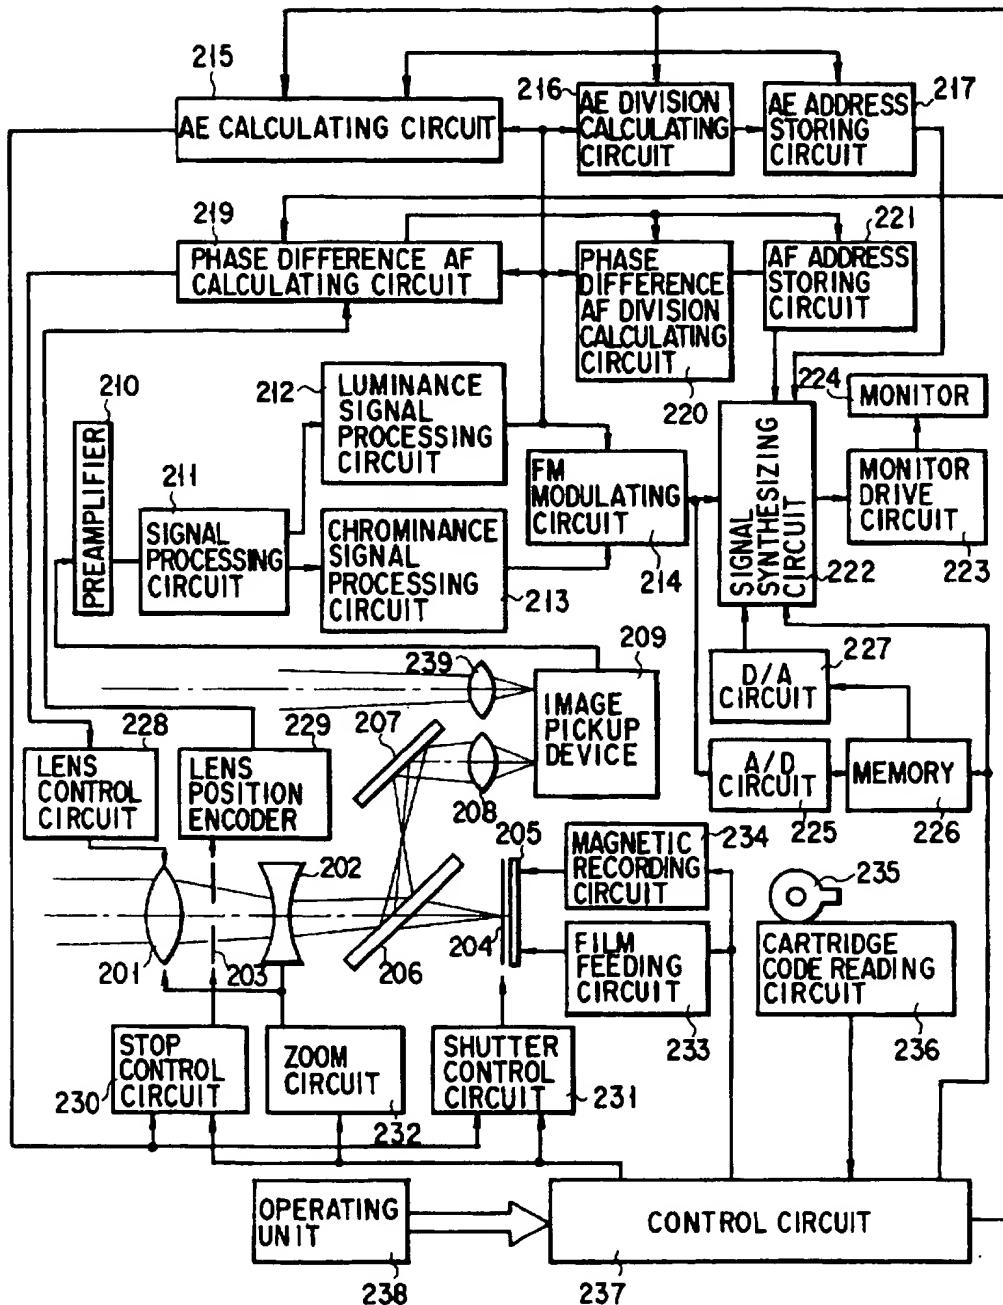 215
AE CALCULATING CIRCUIT
216
AE DIVISION
CALCULATING
CIRCUIT
AE ADDRESS
STORING
CIRCUIT
217
219
PHASE DIFFERENCE AF
CALCULATING CIRCUIT
PHASE
DIFFERENCE
AF DIVISION
CALCULATING
CIRCUIT
220
221
AF ADDRESS
STORING
CIRCUIT
210
PREAMPLIFIER
211
SIGNAL
PROCESSING
CIRCUIT
212
LUMINANCE
SIGNAL
PROCESSING
CIRCUIT
CHROMINANCE
SIGNAL
PROCESSING
CIRCUIT
213
FM
MODULATING
CIRCUIT
214
SIGNAL
SYNTHESIZING
CIRCUIT
222
224
MONITOR
MONITOR
DRIVE
CIRCUIT
223
239
209
IMAGE
PICKUP
DEVICE
207
208
D/A
CIRCUIT
227
A/D
CIRCUIT
225
MEMORY
226
228
LENS
CONTROL
CIRCUIT
229
LENS
POSITION
ENCODER
202
205
234
MAGNETIC
RECORDING
CIRCUIT
235
201
203
206
204
FILM
FEEDING
CIRCUIT
233
CARTRIDGE
CODE READING
CIRCUIT
236
STOP
CONTROL
CIRCUIT
230
ZOOM
CIRCUIT
232
SHUTTER
CONTROL
CIRCUIT
231
OPERATING
UNIT
238
CONTROL CIRCUIT
237